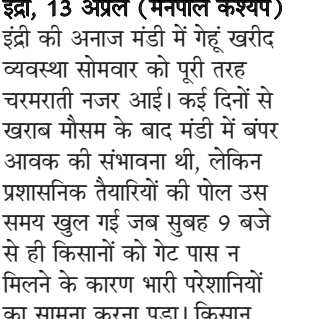 इंद्री, 13 अप्रैल (मेनपाल कश्यप)
इंद्री की अनाज मंडी में गेहूं खरीद
व्यवस्था सोमवार को पूरी तरह
चरमराती नजर आई। कई दिनों से
खराब मौसम के बाद मंडी में बंपर
आवक की संभावना थी, लेकिन
प्रशासनिक तैयारियों की पोल उस
समय खुल गई जब सुबह 9 बजे
से ही किसानों को गेट पास न
मिलने के कारण भारी परेशानियों
का सामना करना पड़ा। किसान